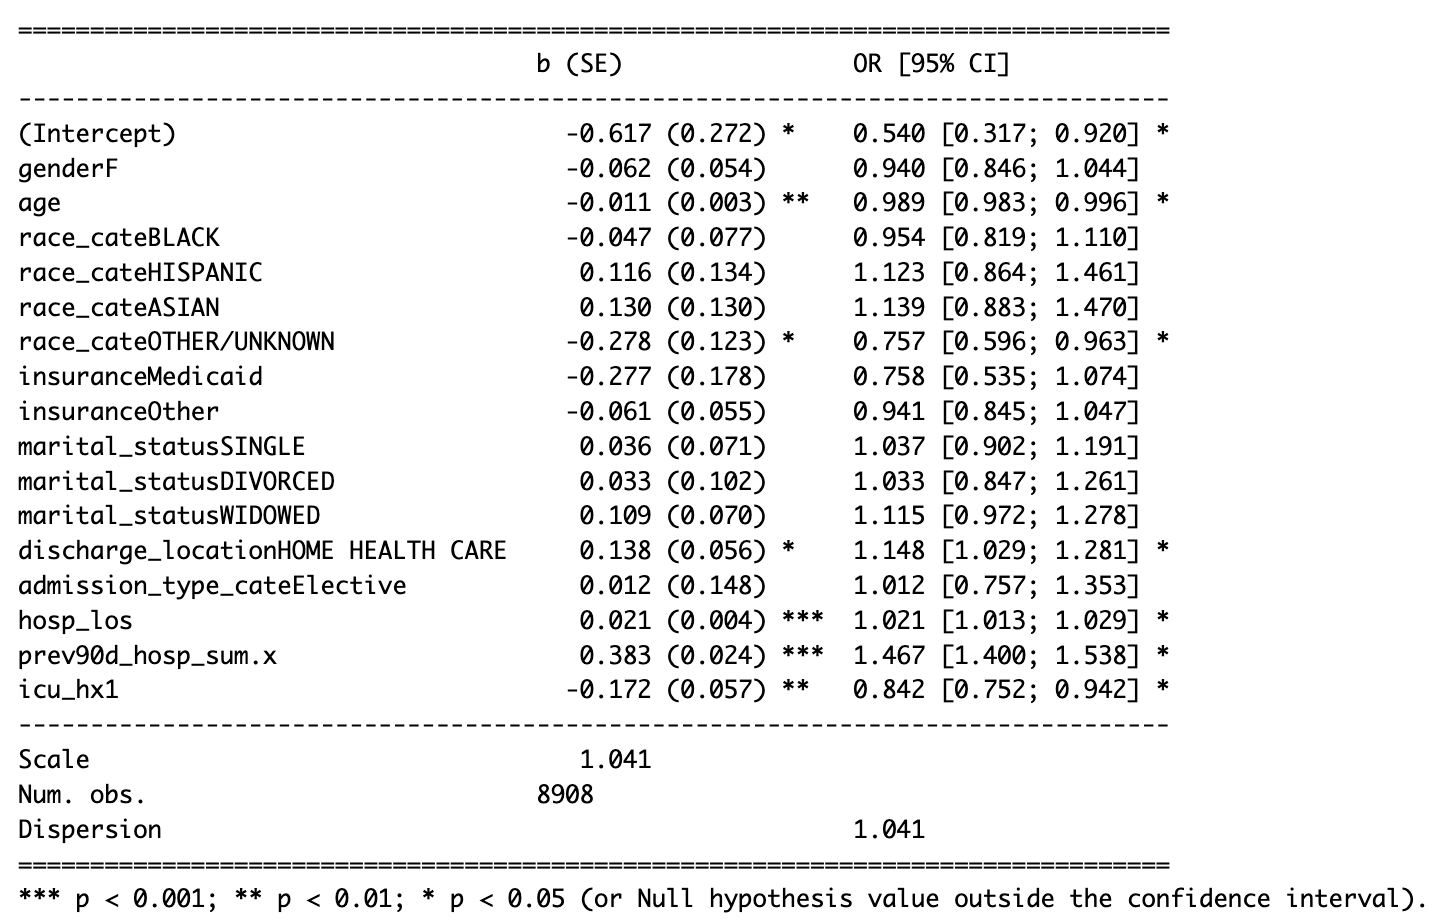 ================================================================================
                                    b (SE)                OR [95% CI]
--------------------------------------------------------------------------------
(Intercept)                           -0.617 (0.272) *    0.540 [0.317; 0.920] *
genderF                               -0.062 (0.054)      0.940 [0.846; 1.044]
age                                   -0.011 (0.003) **   0.989 [0.983; 0.996] *
race_cateBLACK                        -0.047 (0.077)      0.954 [0.819; 1.110]
race_cateHISPANIC                      0.116 (0.134)      1.123 [0.864; 1.461]
race_cateASIAN                         0.130 (0.130)      1.139 [0.883; 1.470]
race_cateOTHER/UNKNOWN                -0.278 (0.123) *    0.757 [0.596; 0.963] *
insuranceMedicaid                     -0.277 (0.178)      0.758 [0.535; 1.074]
insuranceOther                        -0.061 (0.055)      0.941 [0.845; 1.047]
marital_statusSINGLE                   0.036 (0.071)      1.037 [0.902; 1.191]
marital_statusDIVORCED                 0.033 (0.102)      1.033 [0.847; 1.261]
marital_statusWIDOWED                  0.109 (0.070)      1.115 [0.972; 1.278]
discharge_locationHOME HEALTH CARE     0.138 (0.056) *    1.148 [1.029; 1.281] *
admission_type_cateElective            0.012 (0.148)      1.012 [0.757; 1.353]
hosp_los                               0.021 (0.004) ***  1.021 [1.013; 1.029] *
prev90d_hosp_sum.x                     0.383 (0.024) ***  1.467 [1.400; 1.538] *
icu_hx1                               -0.172 (0.057) **   0.842 [0.752; 0.942] *
--------------------------------------------------------------------------------
Scale                                  1.041
Num. obs.                           8908
Dispersion                                                1.041
================================================================================
*** p < 0.001; ** p < 0.01; * p < 0.05 (or Null hypothesis value outside the confidence interval).